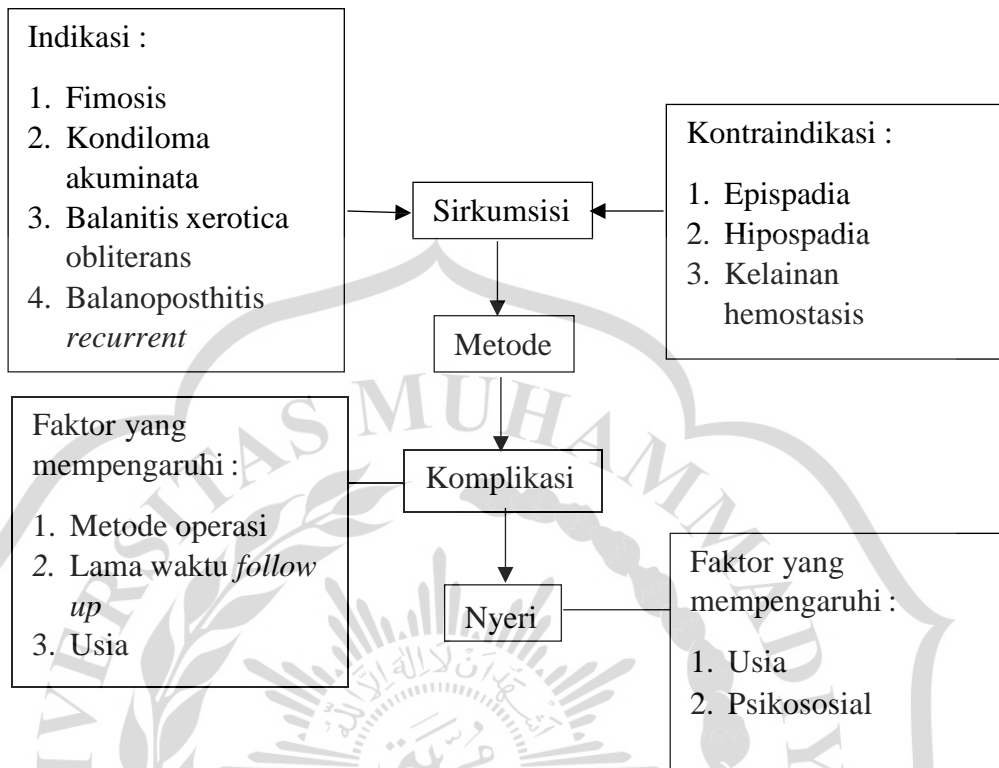 Indikasi :
1. Fimosis
2. Kondiloma
akuminata
3. Balanitis xerotica
obliterans
4. Balanoposthitis
recurrent
Kontraindikasi :
1. Epispadia
2. Hipospadia
3. Kelainan
hemostasis
Sirkumsisi
Metode
Komplikasi
Nyeri
Faktor yang
mempengaruhi :
1. Metode operasi
2. Lama waktu follow
up
3. Usia
Faktor yang
mempengaruhi :
1. Usia
2. Psikososial